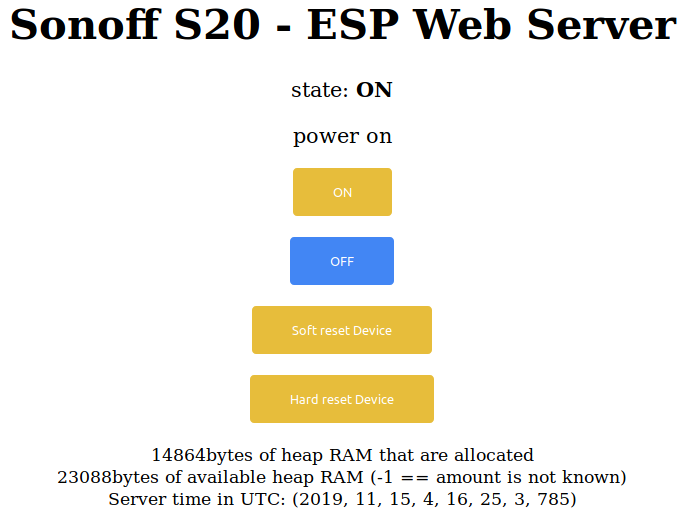 Sonoff S20 - ESP Web Server
state: ON
power on
ON
OFF
Soft reset Device
Hard reset Device
14864bytes of heap RAM that are allocated
23088bytes of available heap RAM (-1 == amount is not known)
Server time in UTC: (2019, 11, 15, 4, 16, 25, 3, 785)